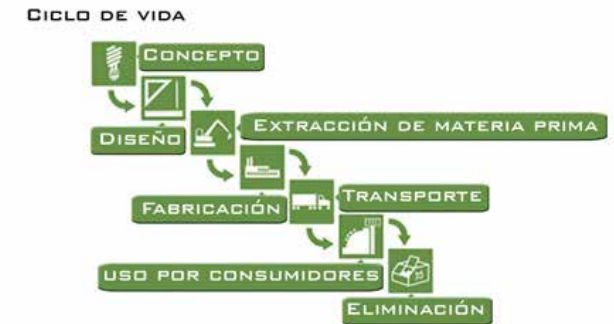 Ciclo de vida
Concepto
Diseño
Extracción de materia prima
Fabricación
Transporte
uso por consumidores
Eliminación